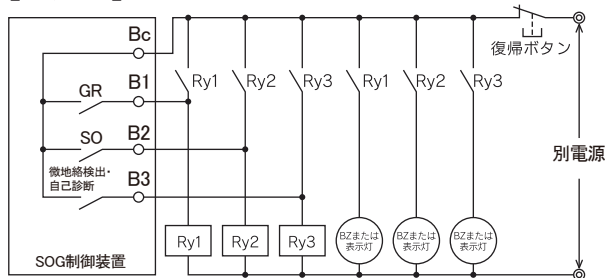 Bc
復帰ボタン
GR
B1
Ry1
Ry2
Ry3
Ry1
Ry2
Ry3
SO
B2
別電源
微地絡検出・
自己診断
B3
Ry1
Ry2
Ry3
BZまたは
表示灯
BZまたは
表示灯
BZまたは
表示灯
SOG制御装置